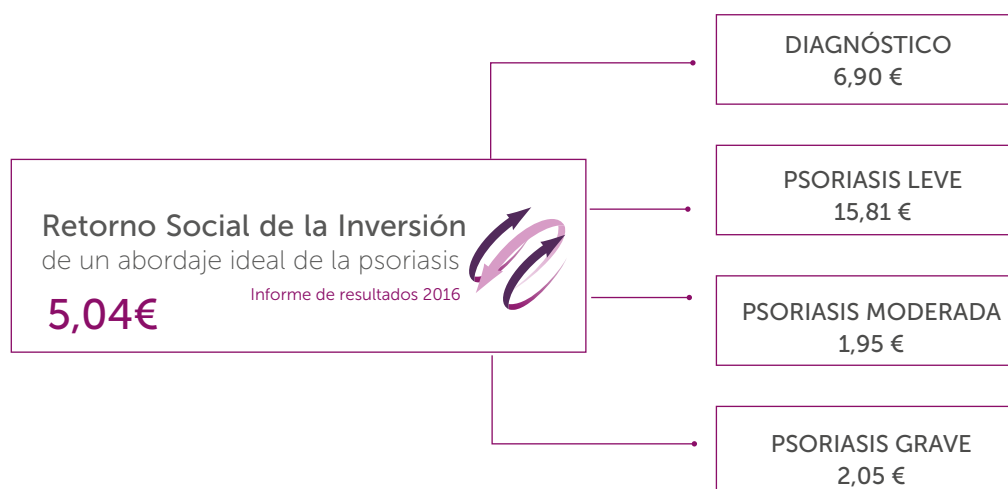 Retorno Social de la Inversión
de un abordaje ideal de la psoriasis
Informe de resultados 2016
5,04€
DIAGNÓSTICO
6,90 €
PSORIASIS LEVE
15,81 €
PSORIASIS MODERADA
1,95 €
PSORIASIS GRAVE
2,05 €